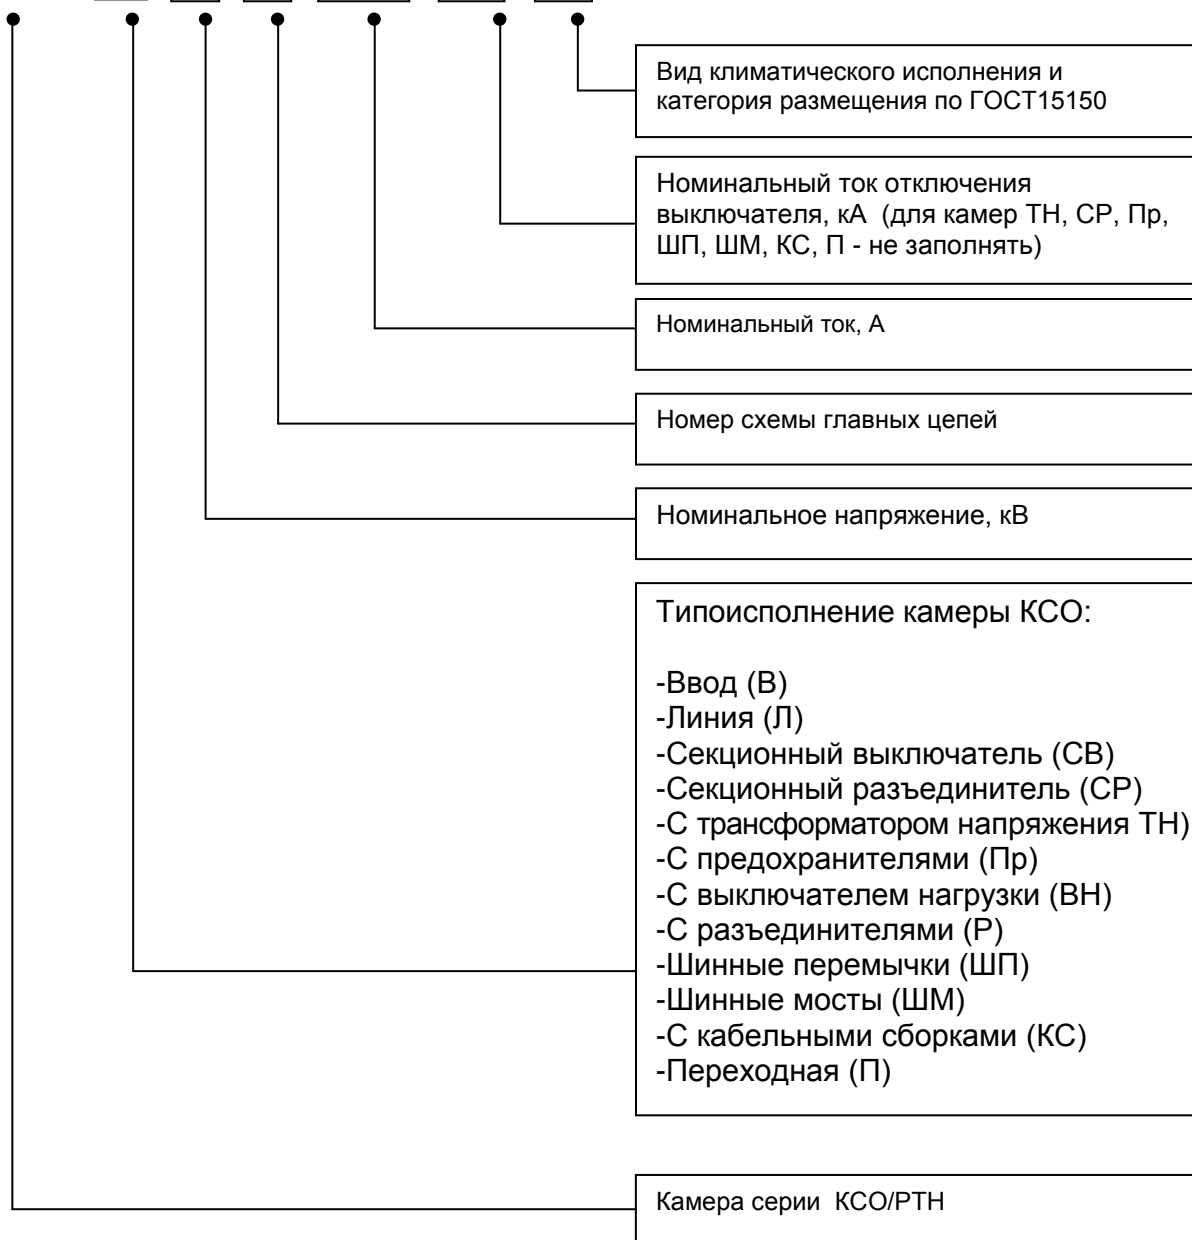 Вид климатического исполнения и
категория размещения по ГОСТ15150
Номинальный ток отключения
выключателя, кА (для камер ТН, СР, Пр,
ШП, ШМ, КС, П - не заполнять)
Номинальный ток, А
Номер схемы главных цепей
Номинальное напряжение, кВ
Типоисполнение камеры КСО:
-Ввод (В)
-Линия (Л)
-Секционный выключатель (СВ)
-Секционный разъединитель (СР)
-С трансформатором напряжения ТН)
-С предохранителями (Пр)
-С выключателем нагрузки (ВН)
-С разъединителями (Р)
-Шинные перемычки (ШП)
-Шинные мосты (ШМ)
-С кабельными сборками (КС)
-Переходная (П)
Камера серии КСО/РТН